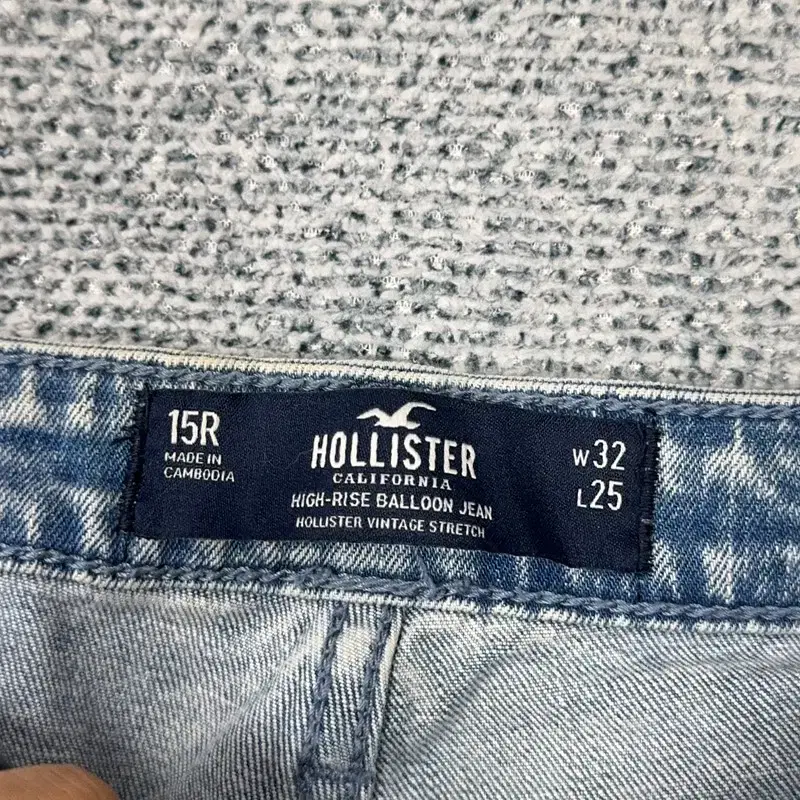 15R
MADE IN
CAMBODIA
HOLLISTER
CALIFORNIA
HIGH-RISE BALLOON JEAN
HOLLISTER VINTAGE STRETCH
W32
L25